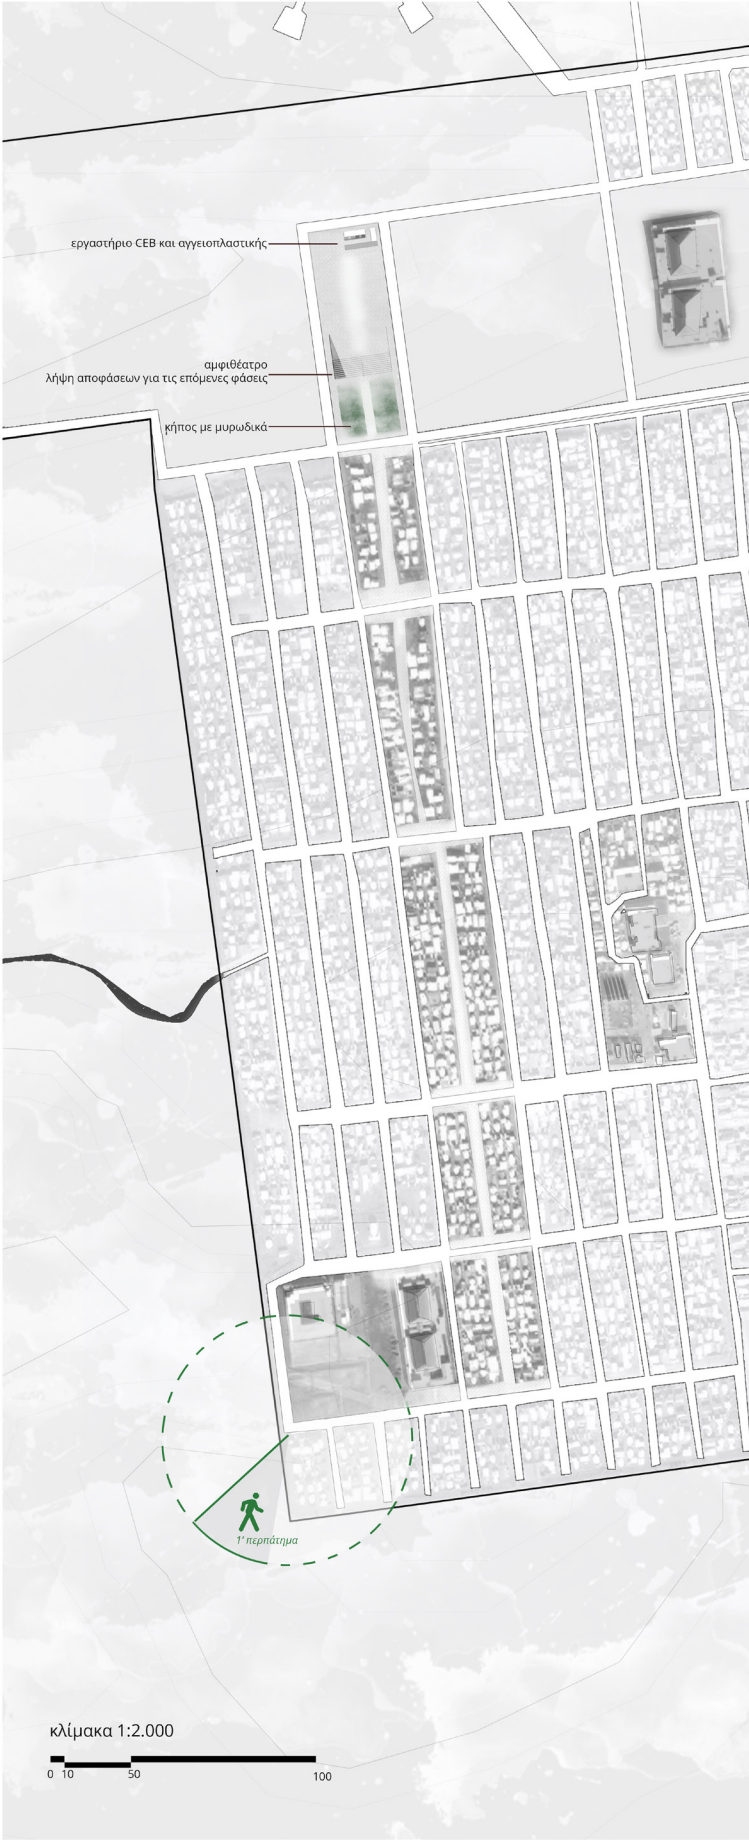 εργαστήριο CEB και αγγειοπλαστικής
αμφιθέατρο
λήψη αποφάσεων για τις επόμενες φάσεις
κήπος με μυρωδικά
1' περπάτημα
κλίμακα 1:2.000
0 10 50 100